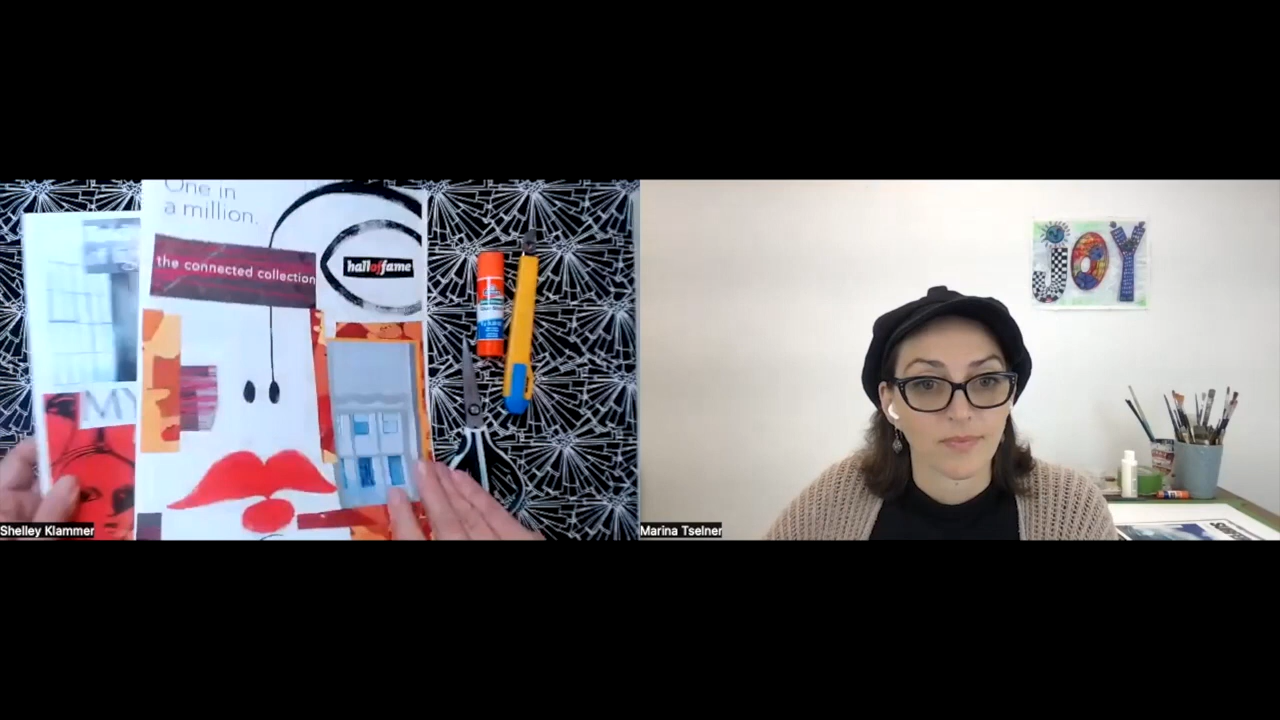 One in
a million.
the connected collection
halloffame
MY
JOY
Shelley Klammer
Marina Tselner